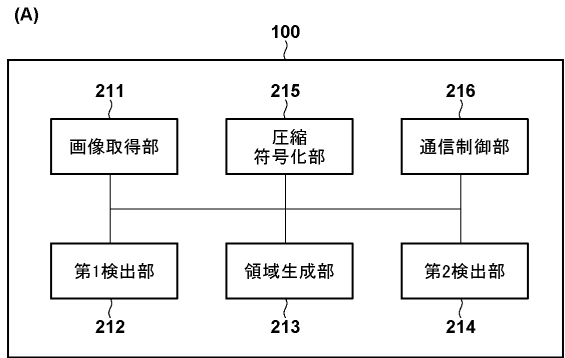 (A)
100
211
215
216
画像取得部
圧縮
符号化部
通信制御部
第1検出部
領域生成部
第2検出部
212
213
214